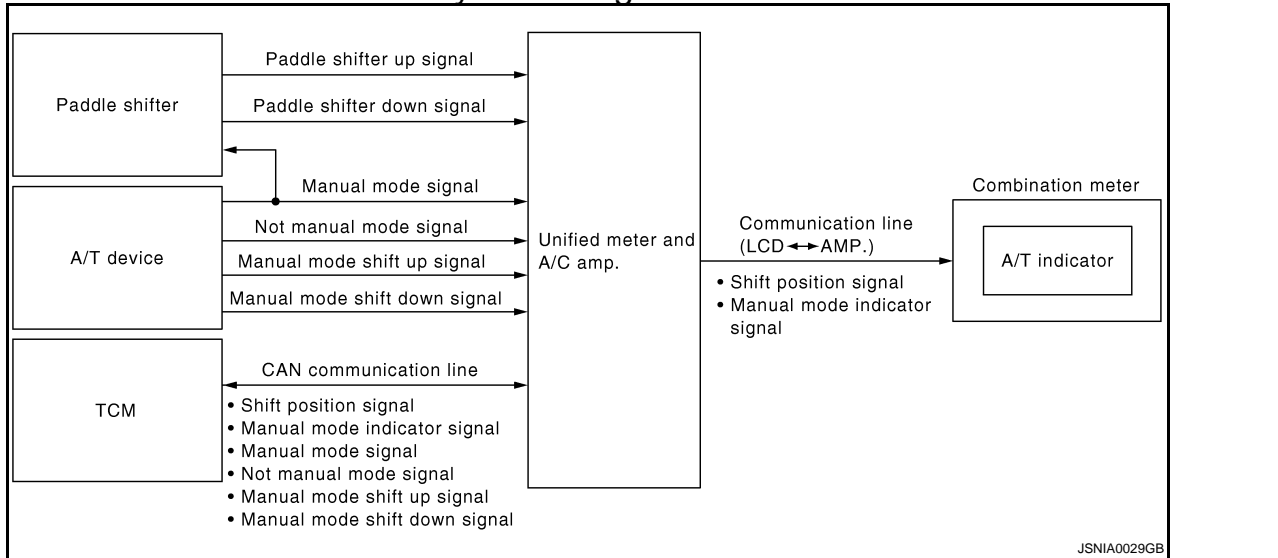 Paddle shifter
Paddle shifter up signal
Paddle shifter down signal
A/T device
Manual mode signal
Not manual mode signal
Manual mode shift up signal
Manual mode shift down signal
TCM
CAN communication line
• Shift position signal
• Manual mode indicator signal
• Manual mode signal
• Not manual mode signal
• Manual mode shift up signal
• Manual mode shift down signal
Unified meter and
A/C amp.
Communication line
(LCD↔AMP.)
• Shift position signal
• Manual mode indicator
signal
Combination meter
A/T indicator
JSNIA0029GB